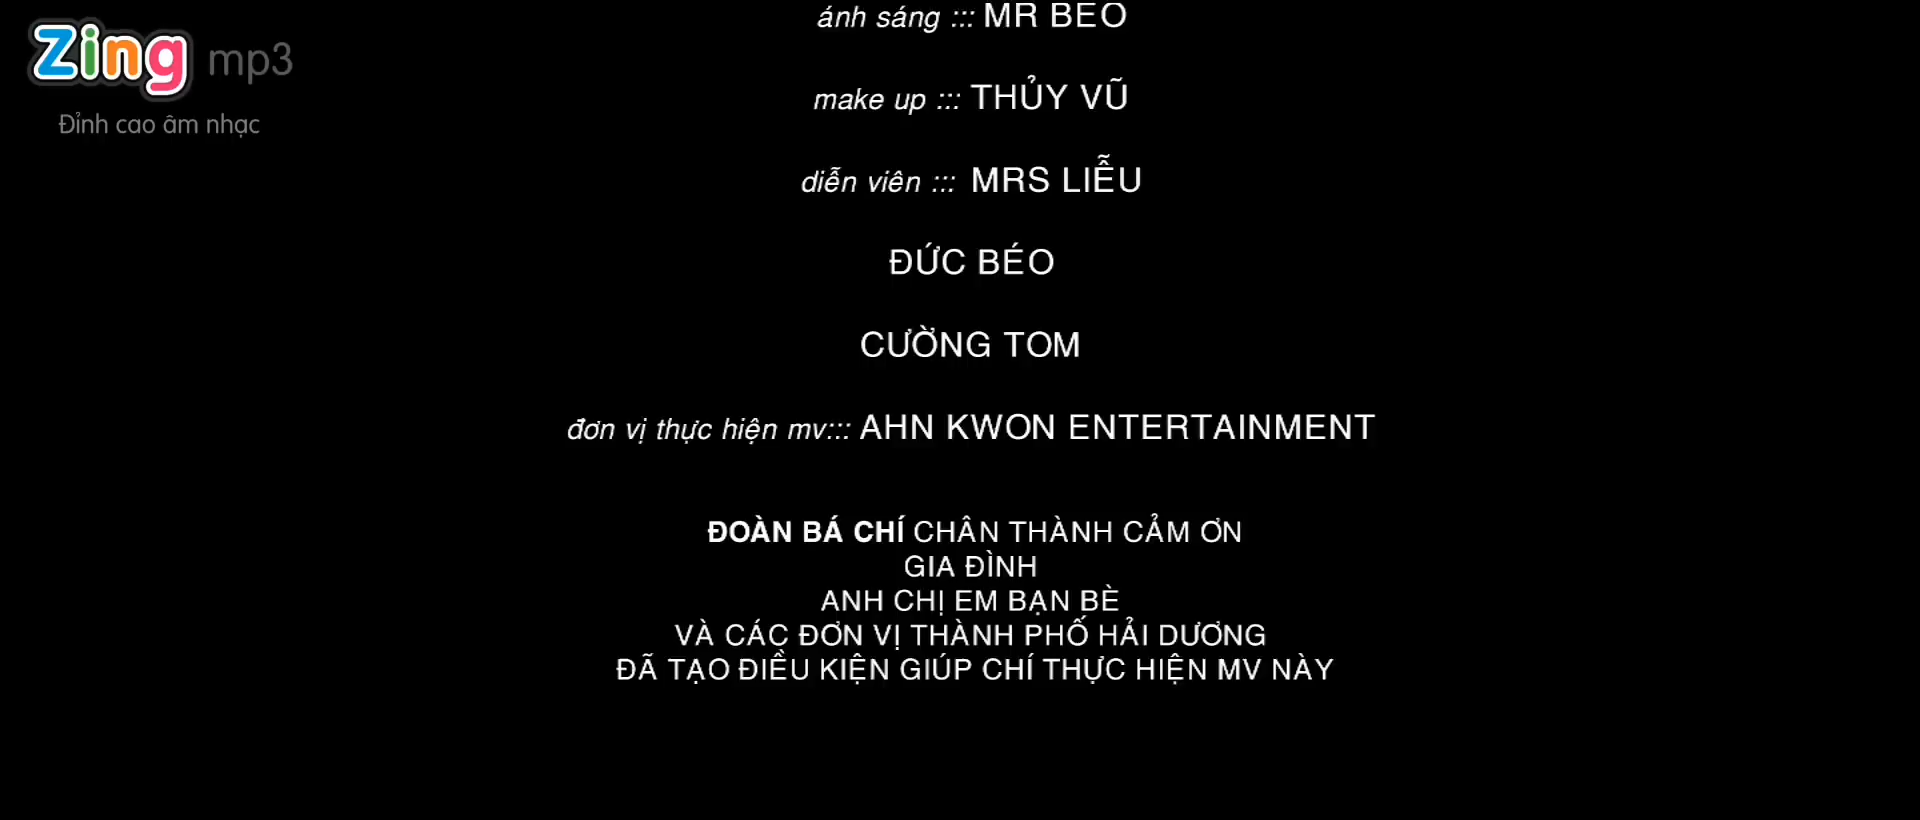 Zing mp3
Đỉnh cao âm nhạc
ánh sáng ::: MR BEO
make up ::: THỦY VŨ
diễn viên ::: MRS LIỄU
ĐỨC BÉO
CƯỜNG TOM
đơn vị thực hiện mv::: AHN KWON ENTERTAINMENT
ĐOÀN BÁ CHÍ CHÂN THÀNH CẢM ƠN
GIA ĐÌNH
ANH CHỊ EM BẠN BÈ
VÀ CÁC ĐƠN VỊ THÀNH PHỐ HẢI DƯƠNG
ĐÃ TẠO ĐIỀU KIỆN GIÚP CHÍ THỰC HIỆN MV NÀY